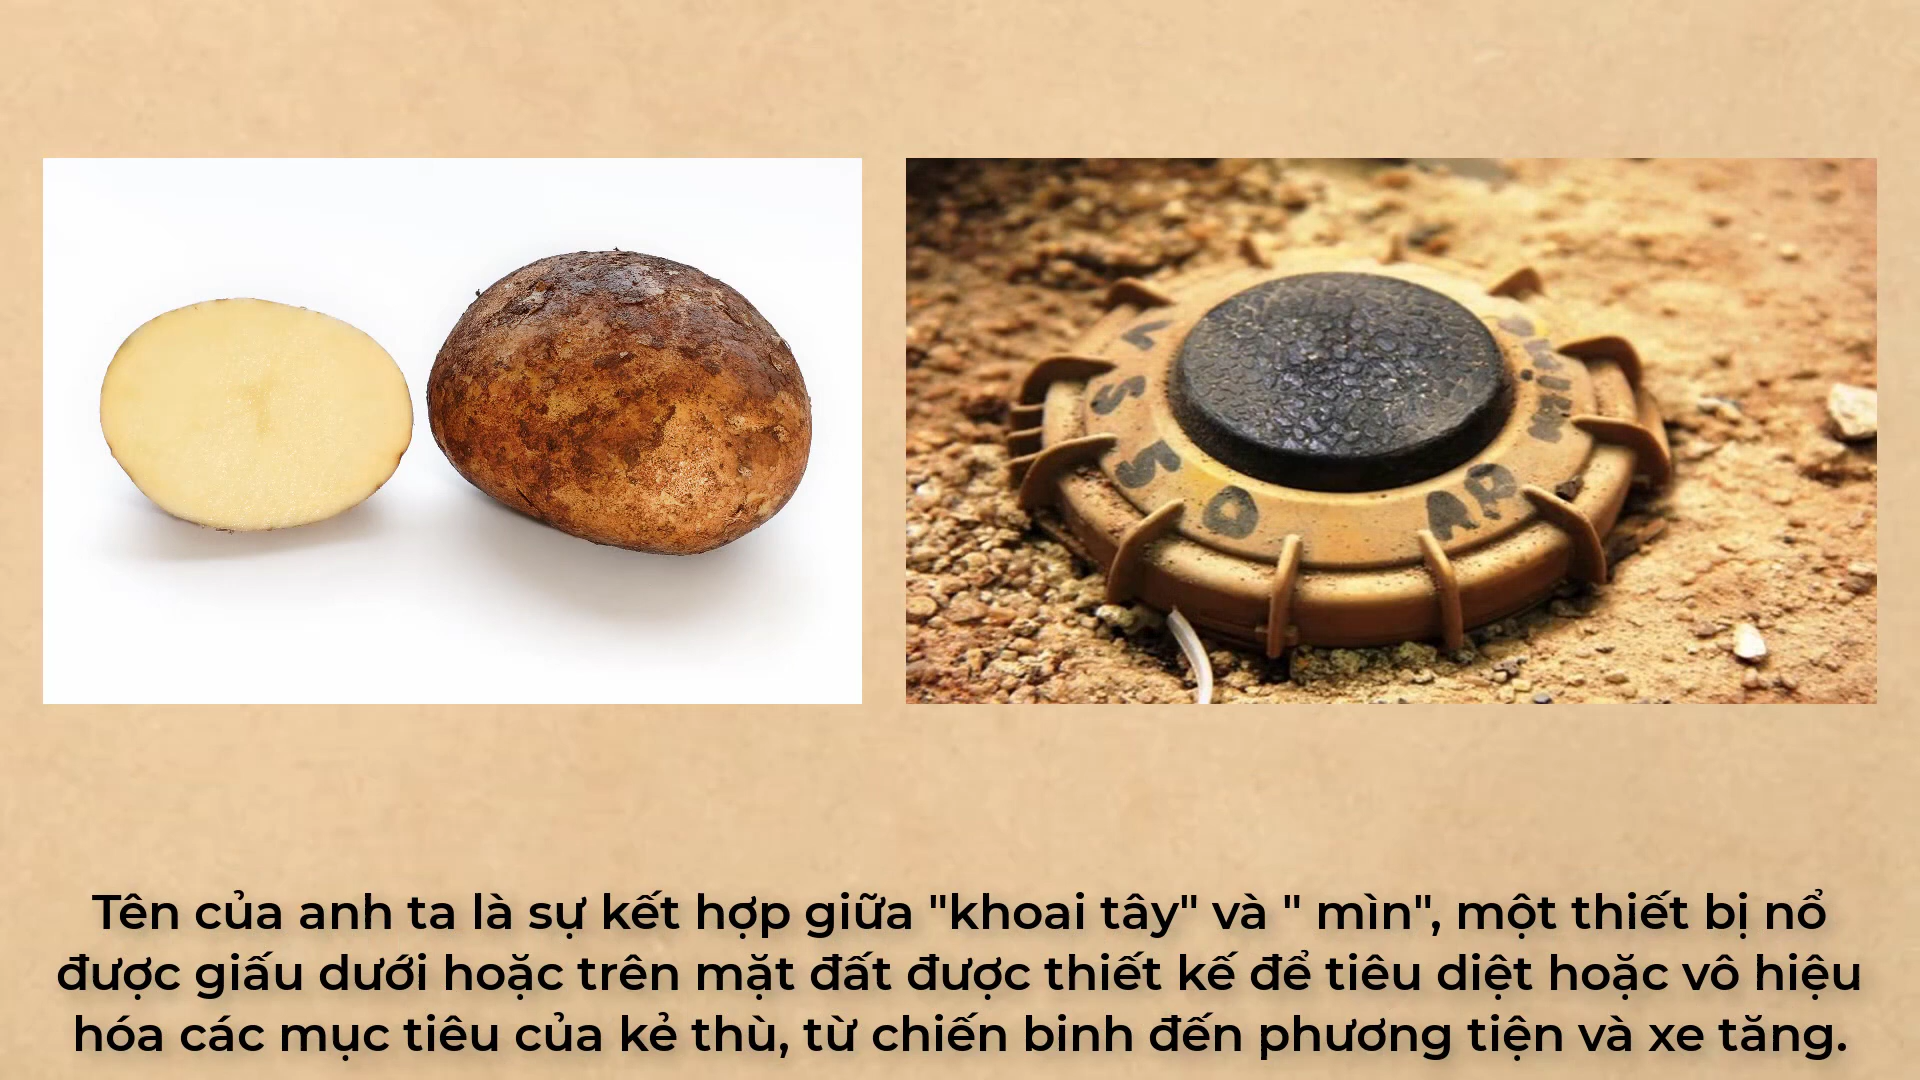 Tên của anh ta là sự kết hợp giữa "khoai tây" và " mìn", một thiết bị nổ
được giấu dưới hoặc trên mặt đất được thiết kế để tiêu diệt hoặc vô hiệu
hóa các mục tiêu của kẻ thù, từ chiến binh đến phương tiện và xe tăng.